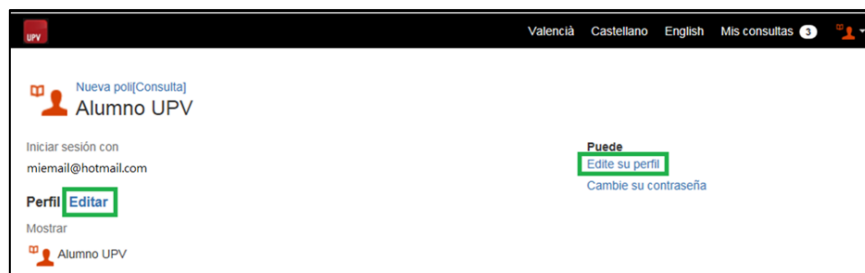 UPV
Valencià Castellano English Mis consultas 3
Nueva poli[Consulta]
Alumno UPV
Iniciar sesión con
miemail@hotmail.com
Perfil Editar
Mostrar
Alumno UPV
Puede
Edite su perfil
Cambie su contraseña